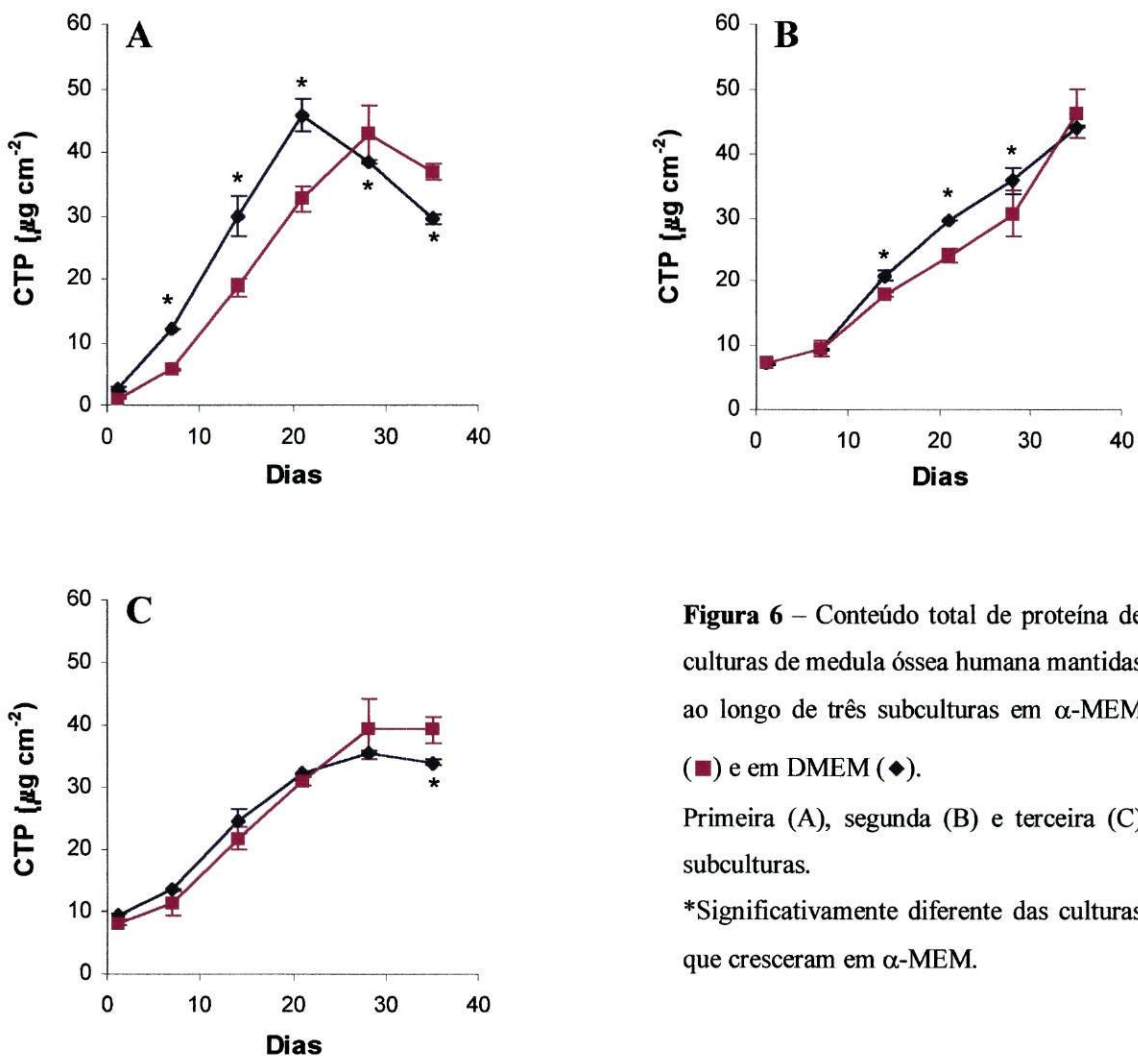 A
60
50
40
30
20
10
0
CTP (µg cm⁻²)
* * * * *
0 10 20 30 40
Dias
B
60
50
40
30
20
10
0
CTP (µg cm⁻²)
* * *
0 10 20 30 40
Dias
C
60
50
40
30
20
10
0
CTP (µg cm⁻²)
*
0 10 20 30 40
Dias
Figura 6 – Conteúdo total de proteína de
culturas de medula óssea humana mantidas
ao longo de três subculturas em α-MEM
(■) e em DMEM (◆).
Primeira (A), segunda (B) e terceira (C)
subculturas.
*Significativamente diferente das culturas
que cresceram em α-MEM.